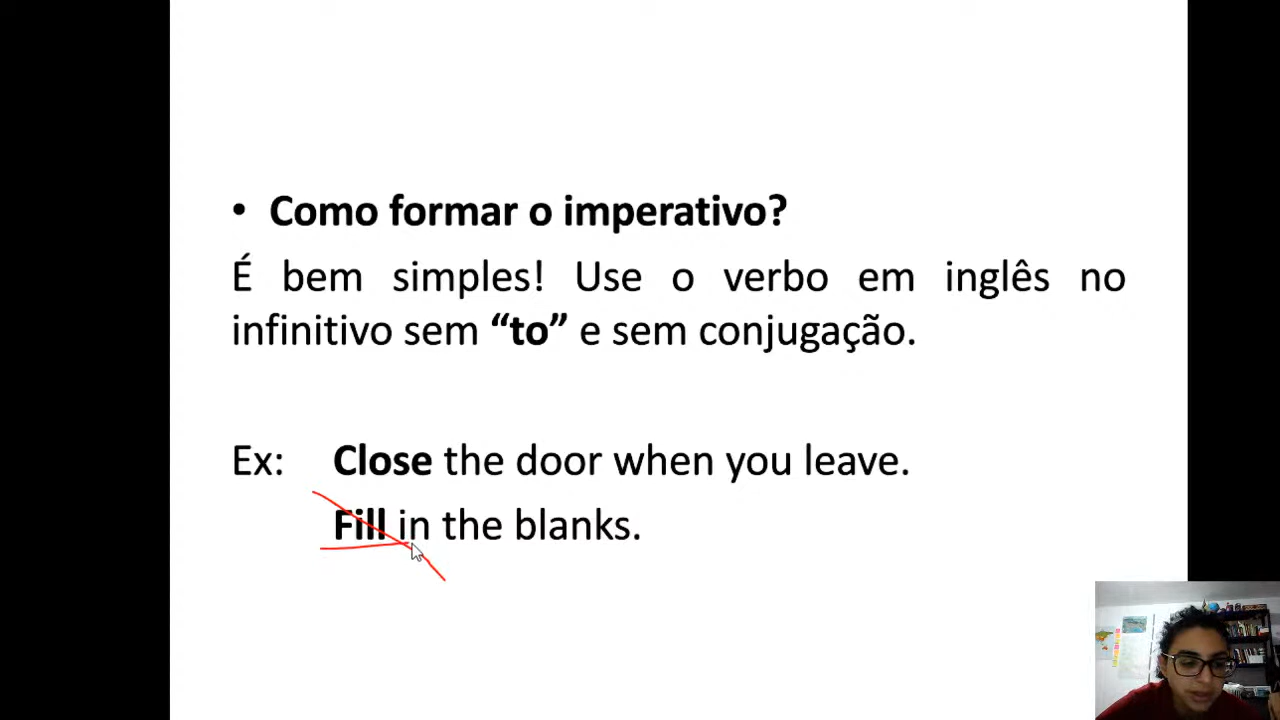 • Como formar o imperativo?
É bem simples! Use o verbo em inglês no
infinitivo sem “to” e sem conjugação.
Ex: Close the door when you leave.
Fill in the blanks.